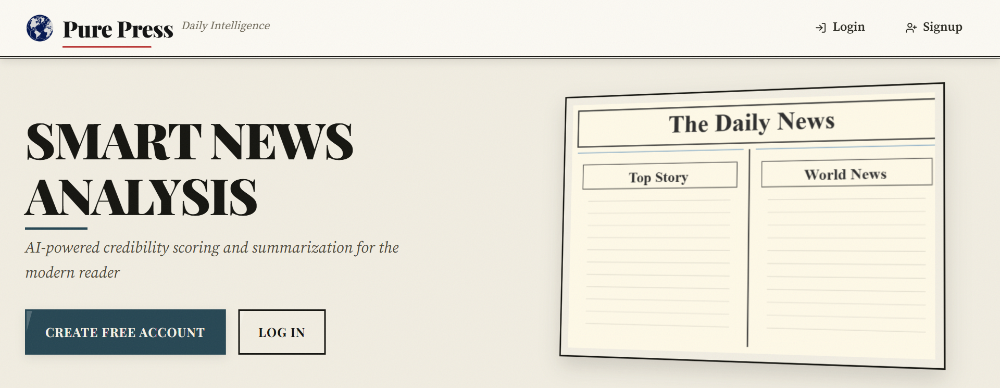 Pure Press Daily Intelligence
Login
Signup
SMART NEWS
ANALYSIS
AI-powered credibility scoring and summarization for the
modern reader
CREATE FREE ACCOUNT
LOG IN
The Daily News
Top Story
World News